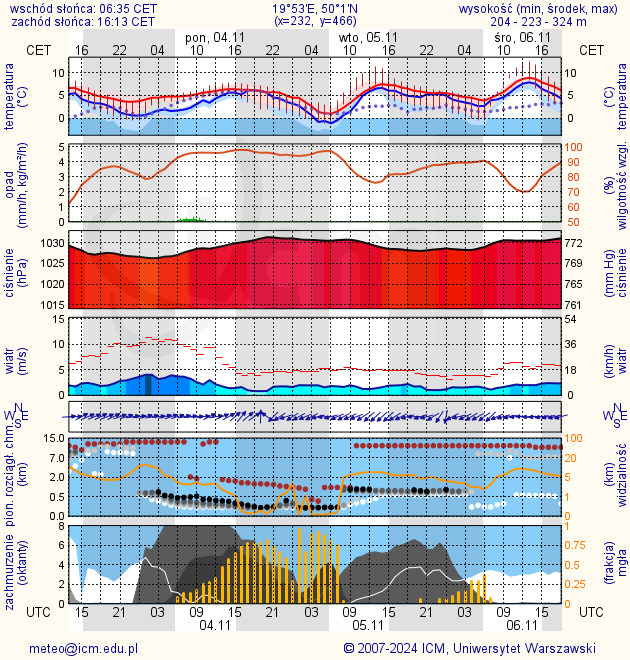 wschód słońca: 06:35 CET
zachód słońca: 16:13 CET
19°53'E, 50°1'N
(x=232, y=466)
wysokość (min, środek, max)
204 - 223 - 324 m
pon, 04.11 wto, 05.11 śro, 06.11
CET 16 22 04 10 16 22 04 10 16 22 04 10 16 CET
temperatura (°C)
10
5
0
10
5
0
temperatura (°C)
opad (mm/h, kg/m²/h)
5
4
3
2
1
0
100
90
80
70
60
50
(%) wilgotność wzgl.
ciśnienie (hPa)
1030
1025
1020
1015
772
769
765
761
(mm Hg) ciśnienie
wiatr (m/s)
15
10
5
0
54
36
18
0
(km/h) wiatr
N
W E
S
N
W E
S
pion. rozciągł. chm. (km)
15.0
7.0
2.0
0.5
0.0
100
20
5
1
0
(km) widzialność
zachmurzenie (oktanty)
8
6
4
2
0
1
0.75
0.5
0.25
0
(frakcja) mgła
UTC 15 21 03 09 15 21 03 09 15 21 03 09 15 UTC
04.11 05.11 06.11
meteo@icm.edu.pl
© 2007-2024 ICM, Uniwersytet Warszawski